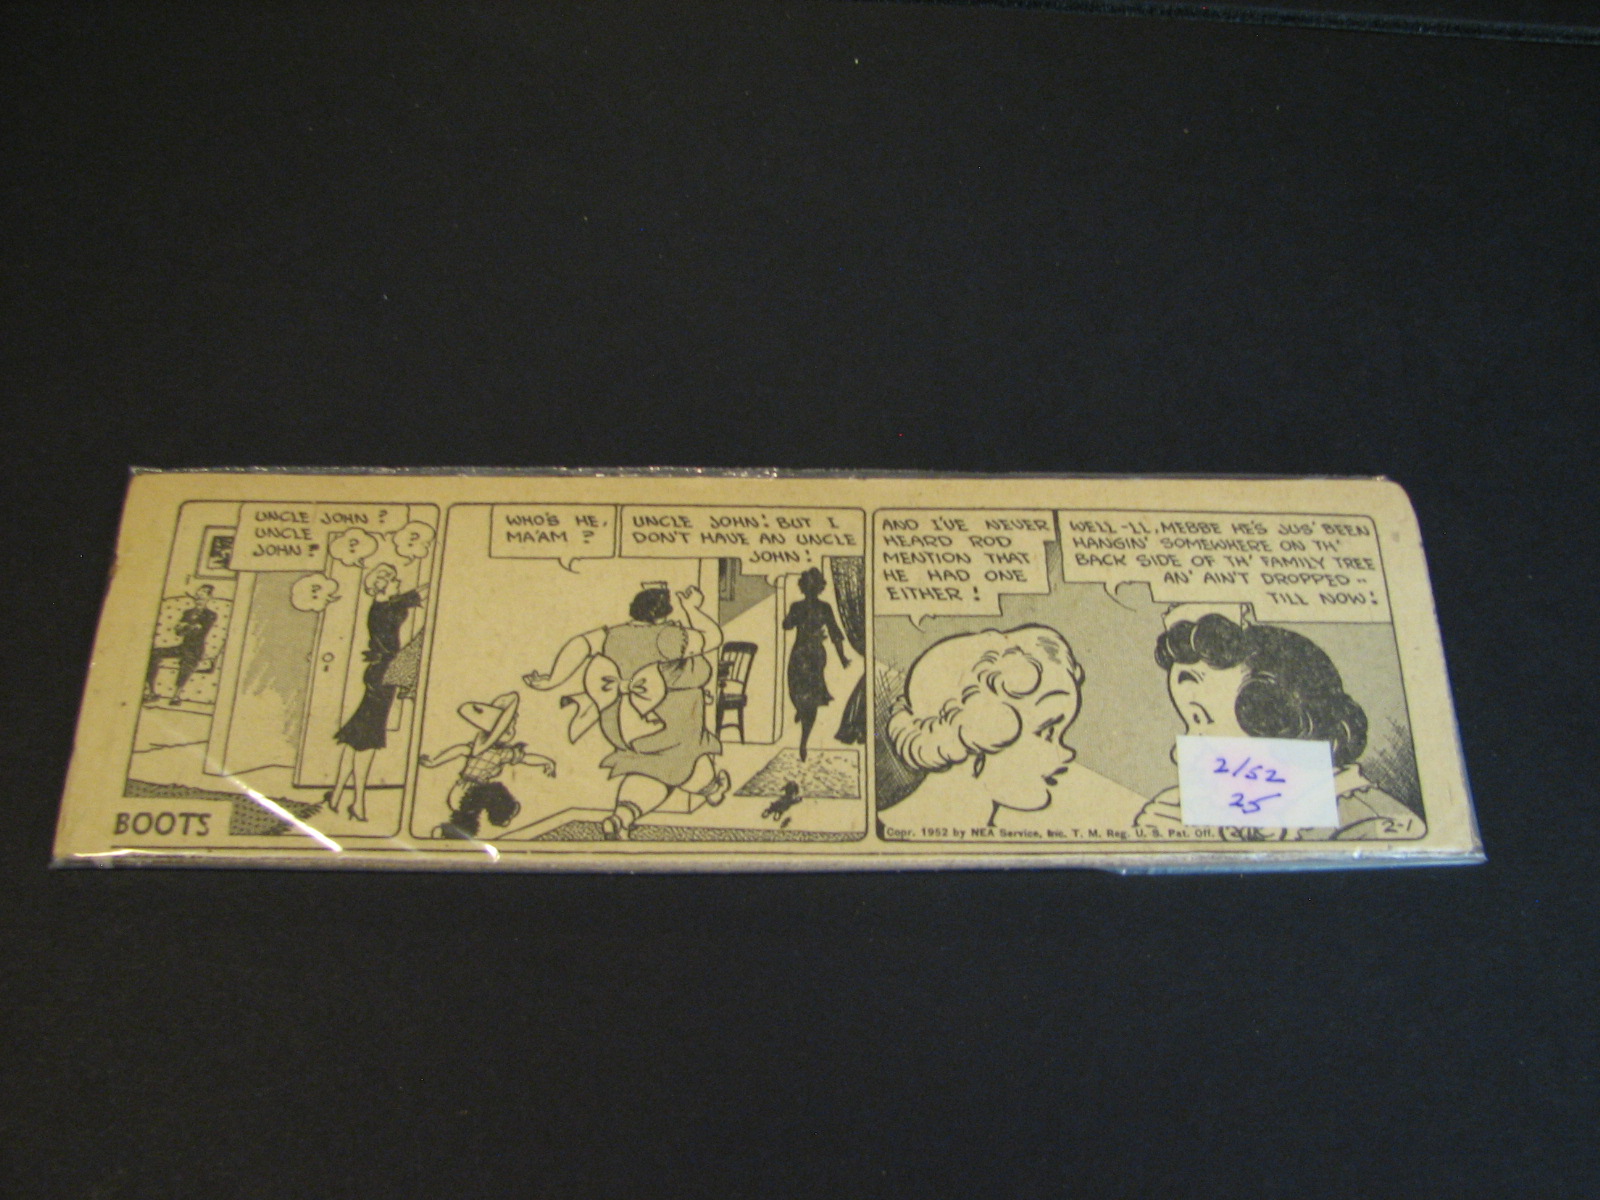 UNCLE JOHN?
UNCLE
JOHN?
?
?
?
WHO'S HE,
MA'AM?
UNCLE JOHN! BUT I
DON'T HAVE AN UNCLE
JOHN!
AND I'VE NEVER
HEARD ROD
MENTION THAT
HE HAD ONE
EITHER!
WELL-LL, MEBBE HE'S JUS' BEEN
HANGIN' SOMEWHERE ON TH'
BACK SIDE OF TH' FAMILY TREE
AN' AIN'T DROPPED --
TILL NOW!
BOOTS
2/52
25
Copr. 1952 by NEA Service, Inc. T. M. Reg. U. S. Pat. Off.
2-1